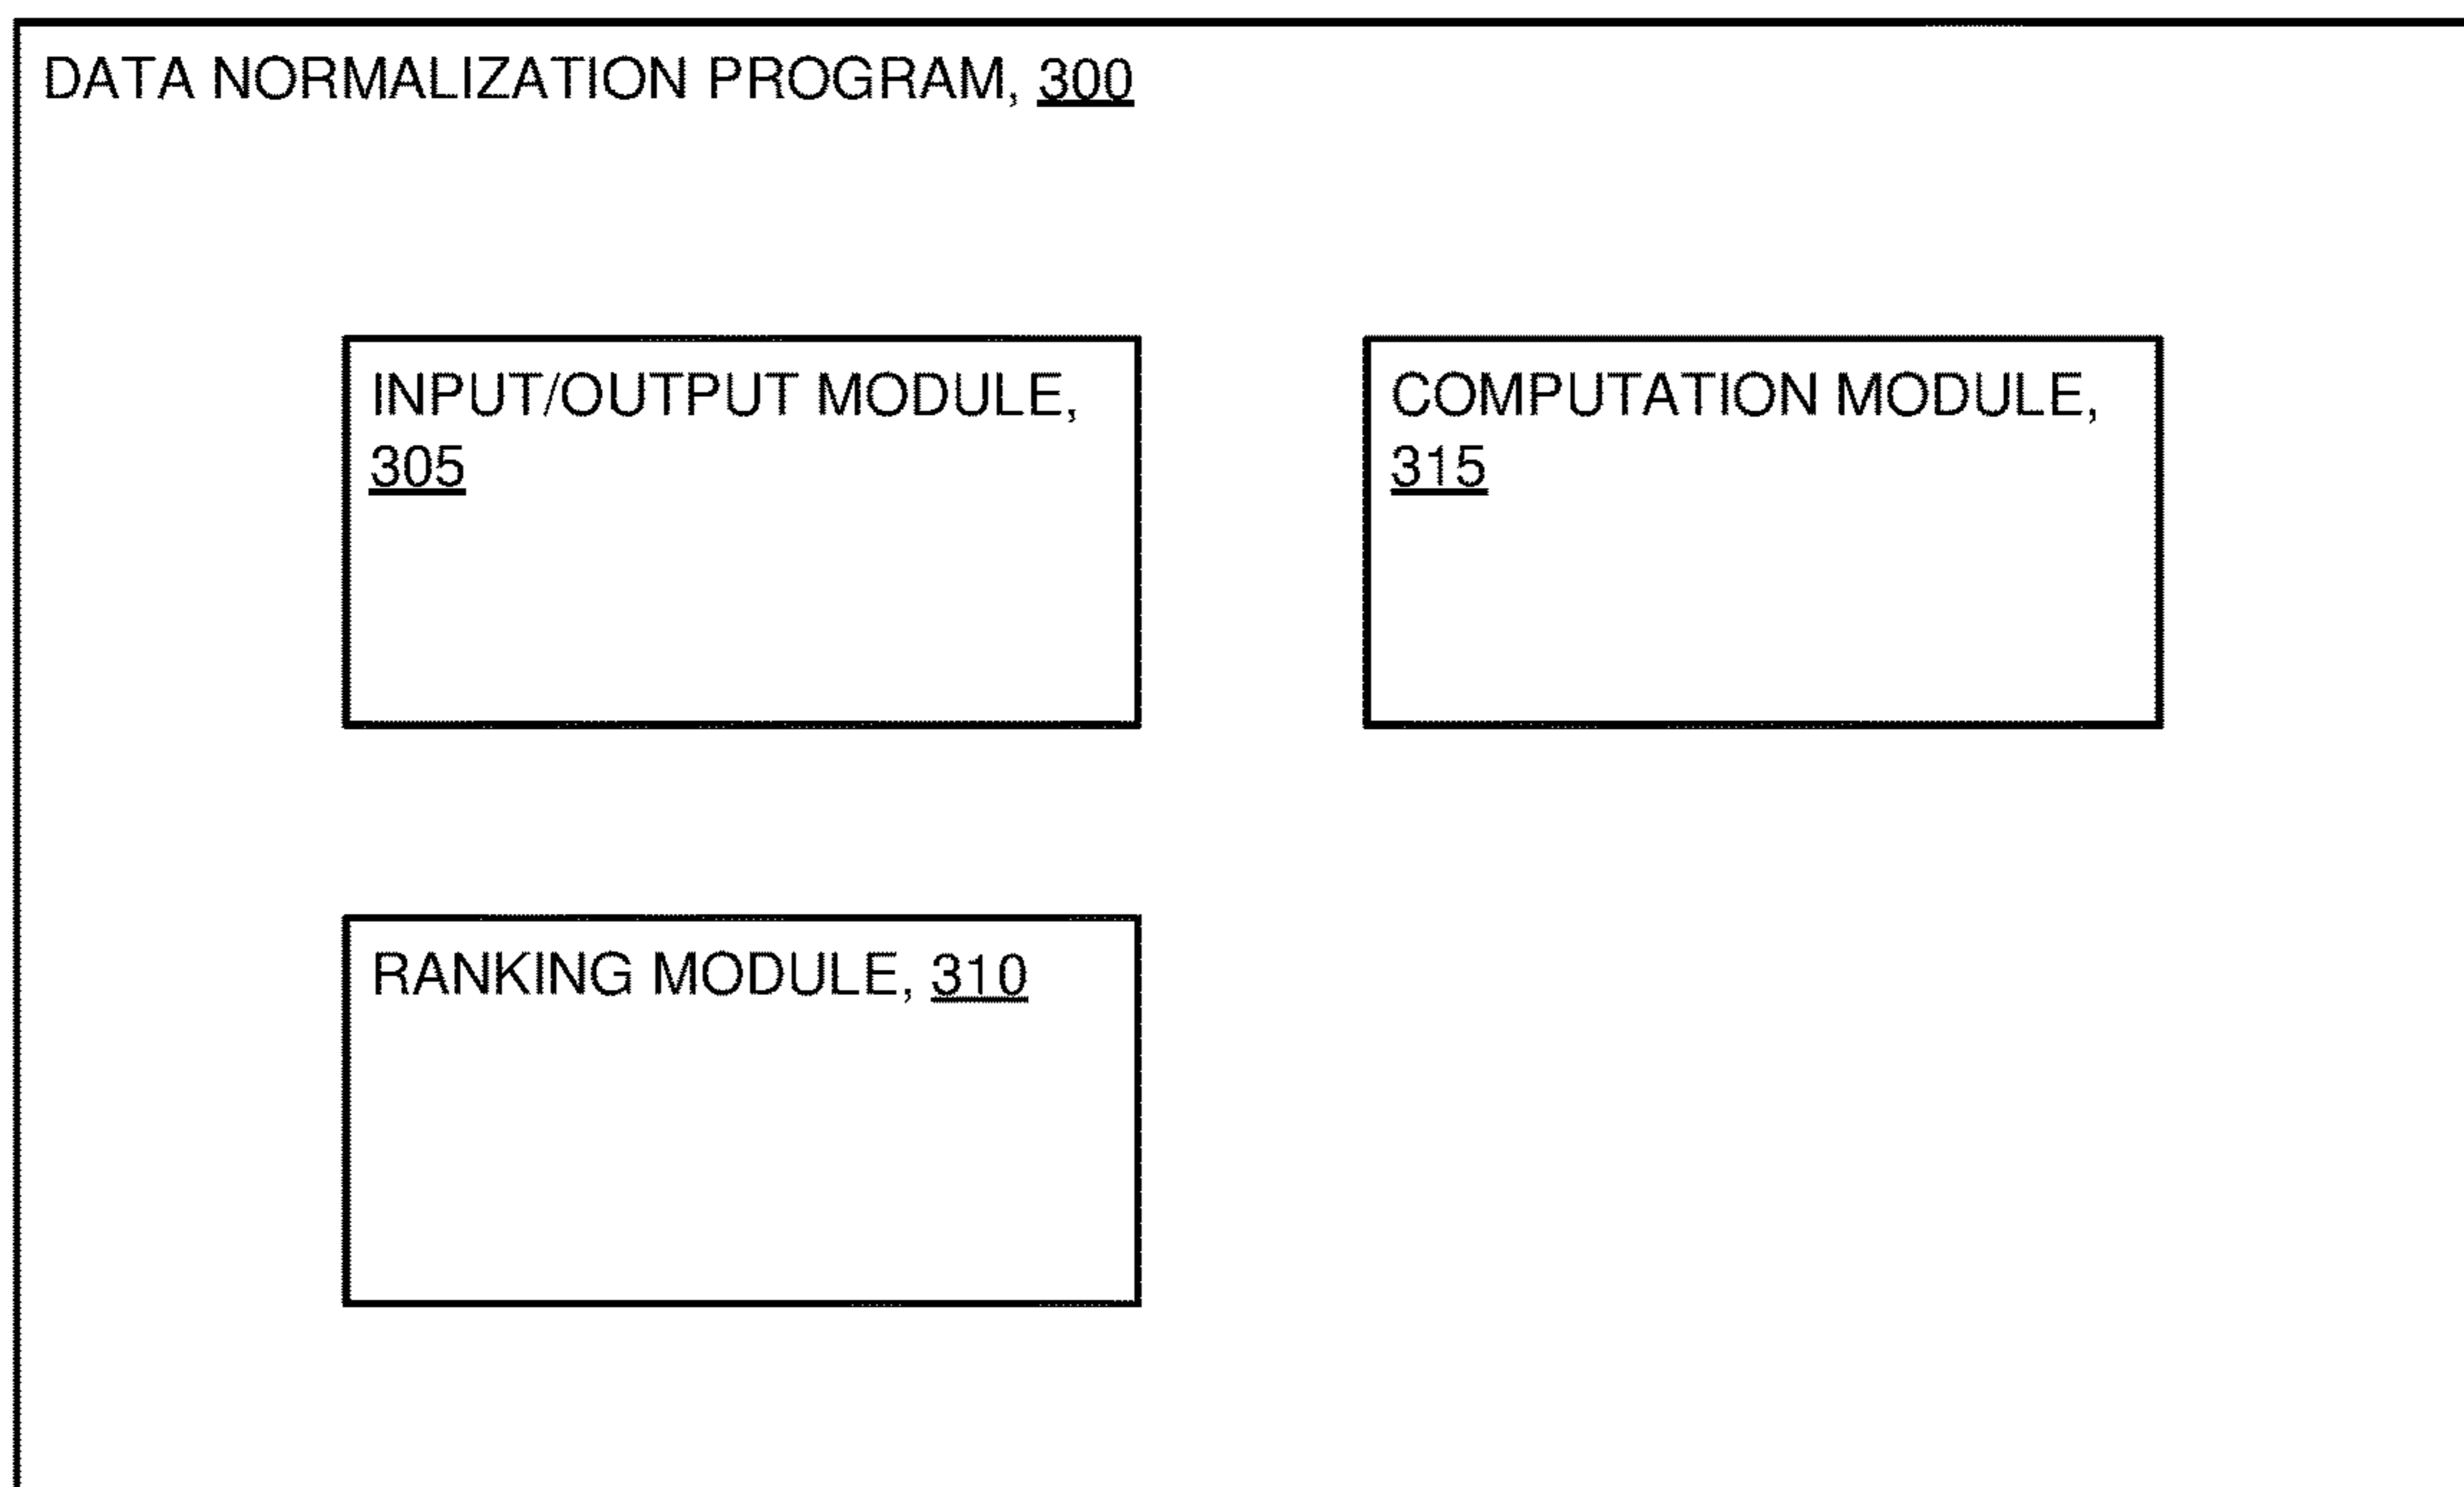 DATA NORMALIZATION PROGRAM, 300
INPUT/OUTPUT MODULE,
305
COMPUTATION MODULE,
315
RANKING MODULE, 310